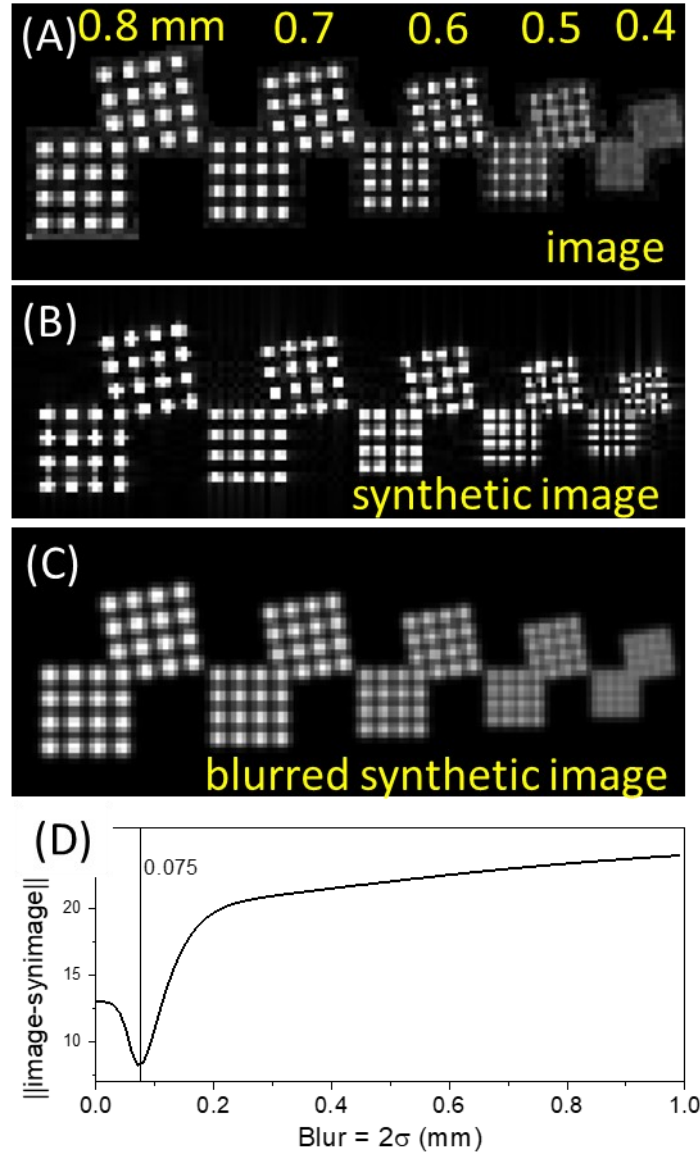 (A) 0.8 mm 0.7 0.6 0.5 0.4
image
(B)
synthetic image
(C)
blurred synthetic image
(D)
0.075
||image-synimage||
20
15
10
0.0 0.2 0.4 0.6 0.8 1.0
Blur = 2σ (mm)